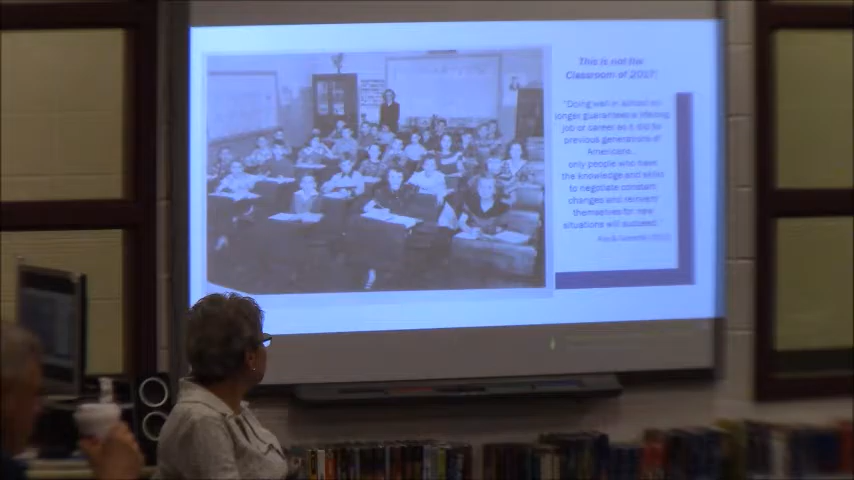 This is not the
Classroom of 2017!
"Doing well in school no
longer guarantees a lifelong
job or career as it did for
previous generations of
Americans...
only people who have
the knowledge and skills
to negotiate constant
changes and reinvent
themselves for new
situations will succeed."